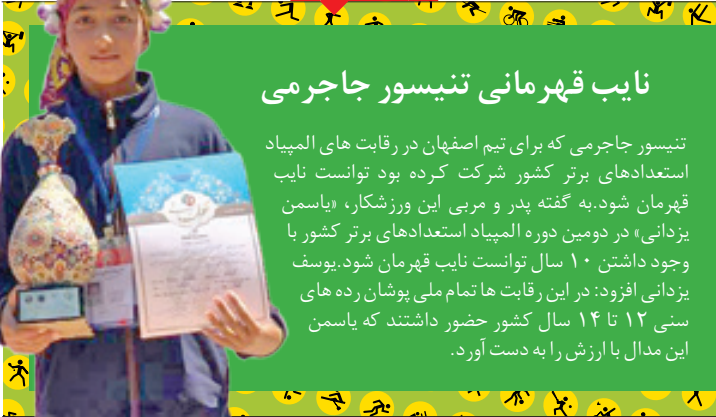 نایب قهرمانی تنیسور جاجرمی
تنیسور جاجرمی که برای تیم اصفهان در رقابت های المپیاد
استعدادهای برتر کشور شرکت کرده بود توانست نایب
قهرمان شود.به گفته پدر و مربی این ورزشکار، «یاسمن
یزدانی» در دومین دوره المپیاد استعدادهای برتر کشور با
وجود داشتن ۱۰ سال توانست نایب قهرمان شود.یوسف
یزدانی افزود: در این رقابت ها تمام ملی پوشان رده های
سنی ۱۲ تا ۱۴ سال کشور حضور داشتند که یاسمن
این مدال با ارزش را به دست آورد.